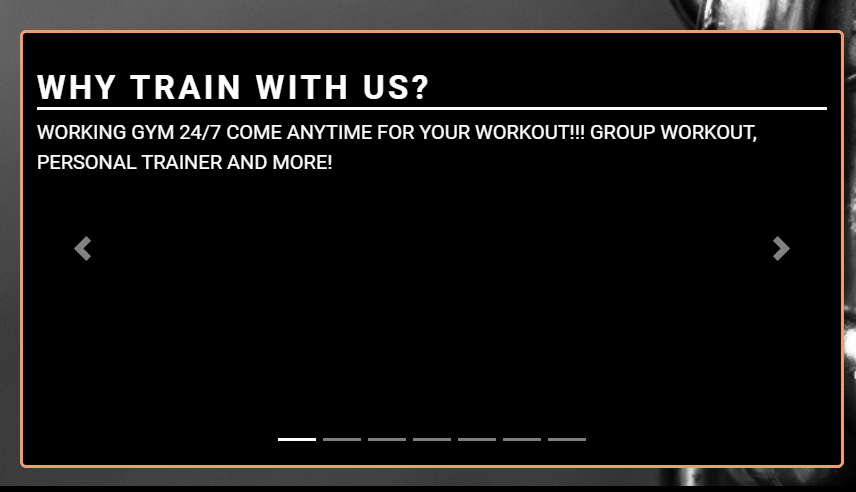 WHY TRAIN WITH US?
WORKING GYM 24/7 COME ANYTIME FOR YOUR WORKOUT!!! GROUP WORKOUT,
PERSONAL TRAINER AND MORE!